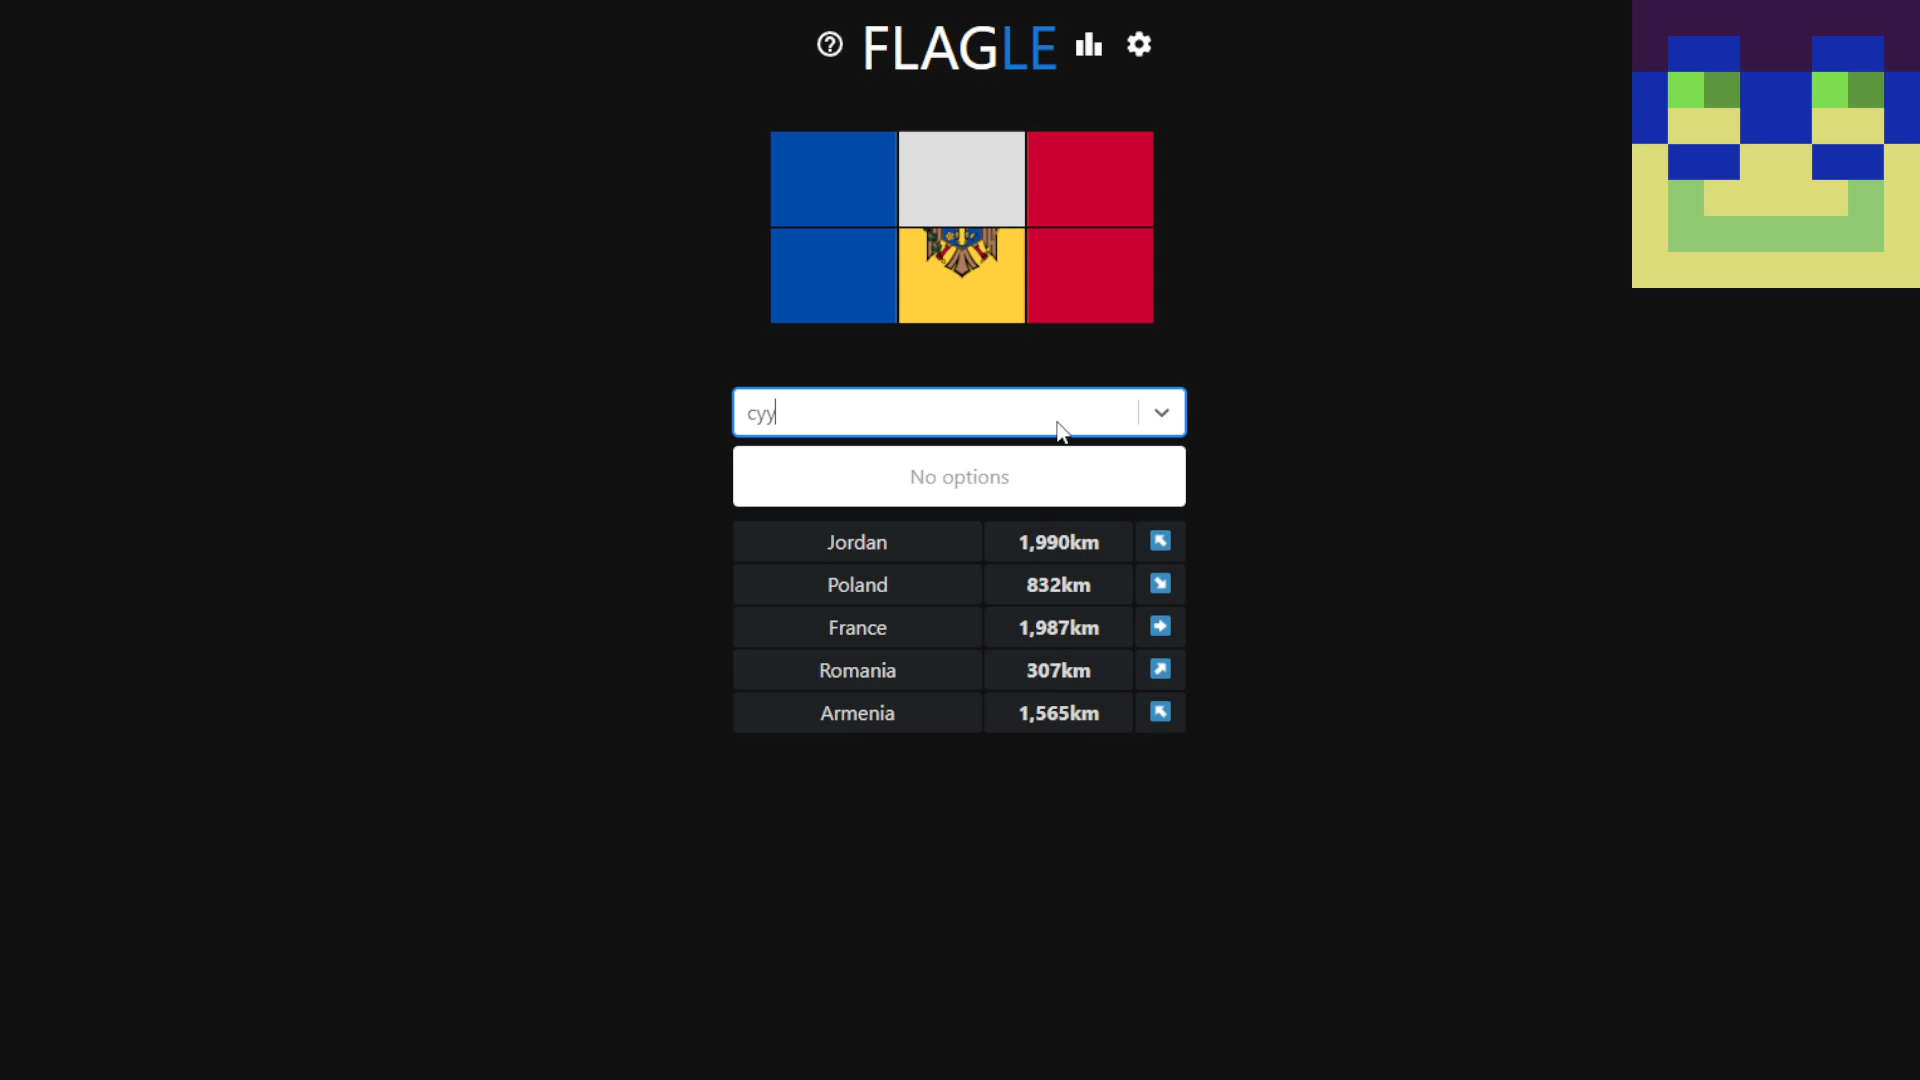 FLAGLE
cyy
No options
Jordan 1,990km
Poland 832km
France 1,987km
Romania 307km
Armenia 1,565km